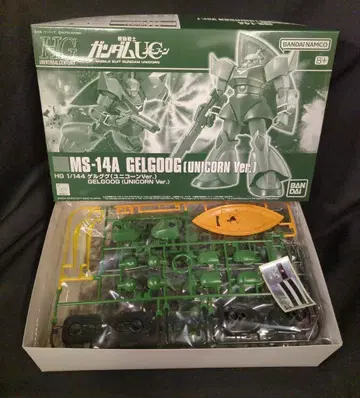 HG
UNIVERSAL CENTURY
機動戦士
ガンダムUC
MOBILE SUIT GUNDAM UNICORN
BANDAI NAMCO
8+
MS-14A GELGOOG (UNICORN Ver.)
HG 1/144 ゲルググ(ユニコーンVer.)
GELGOOG (UNICORN Ver.)
BANDAI